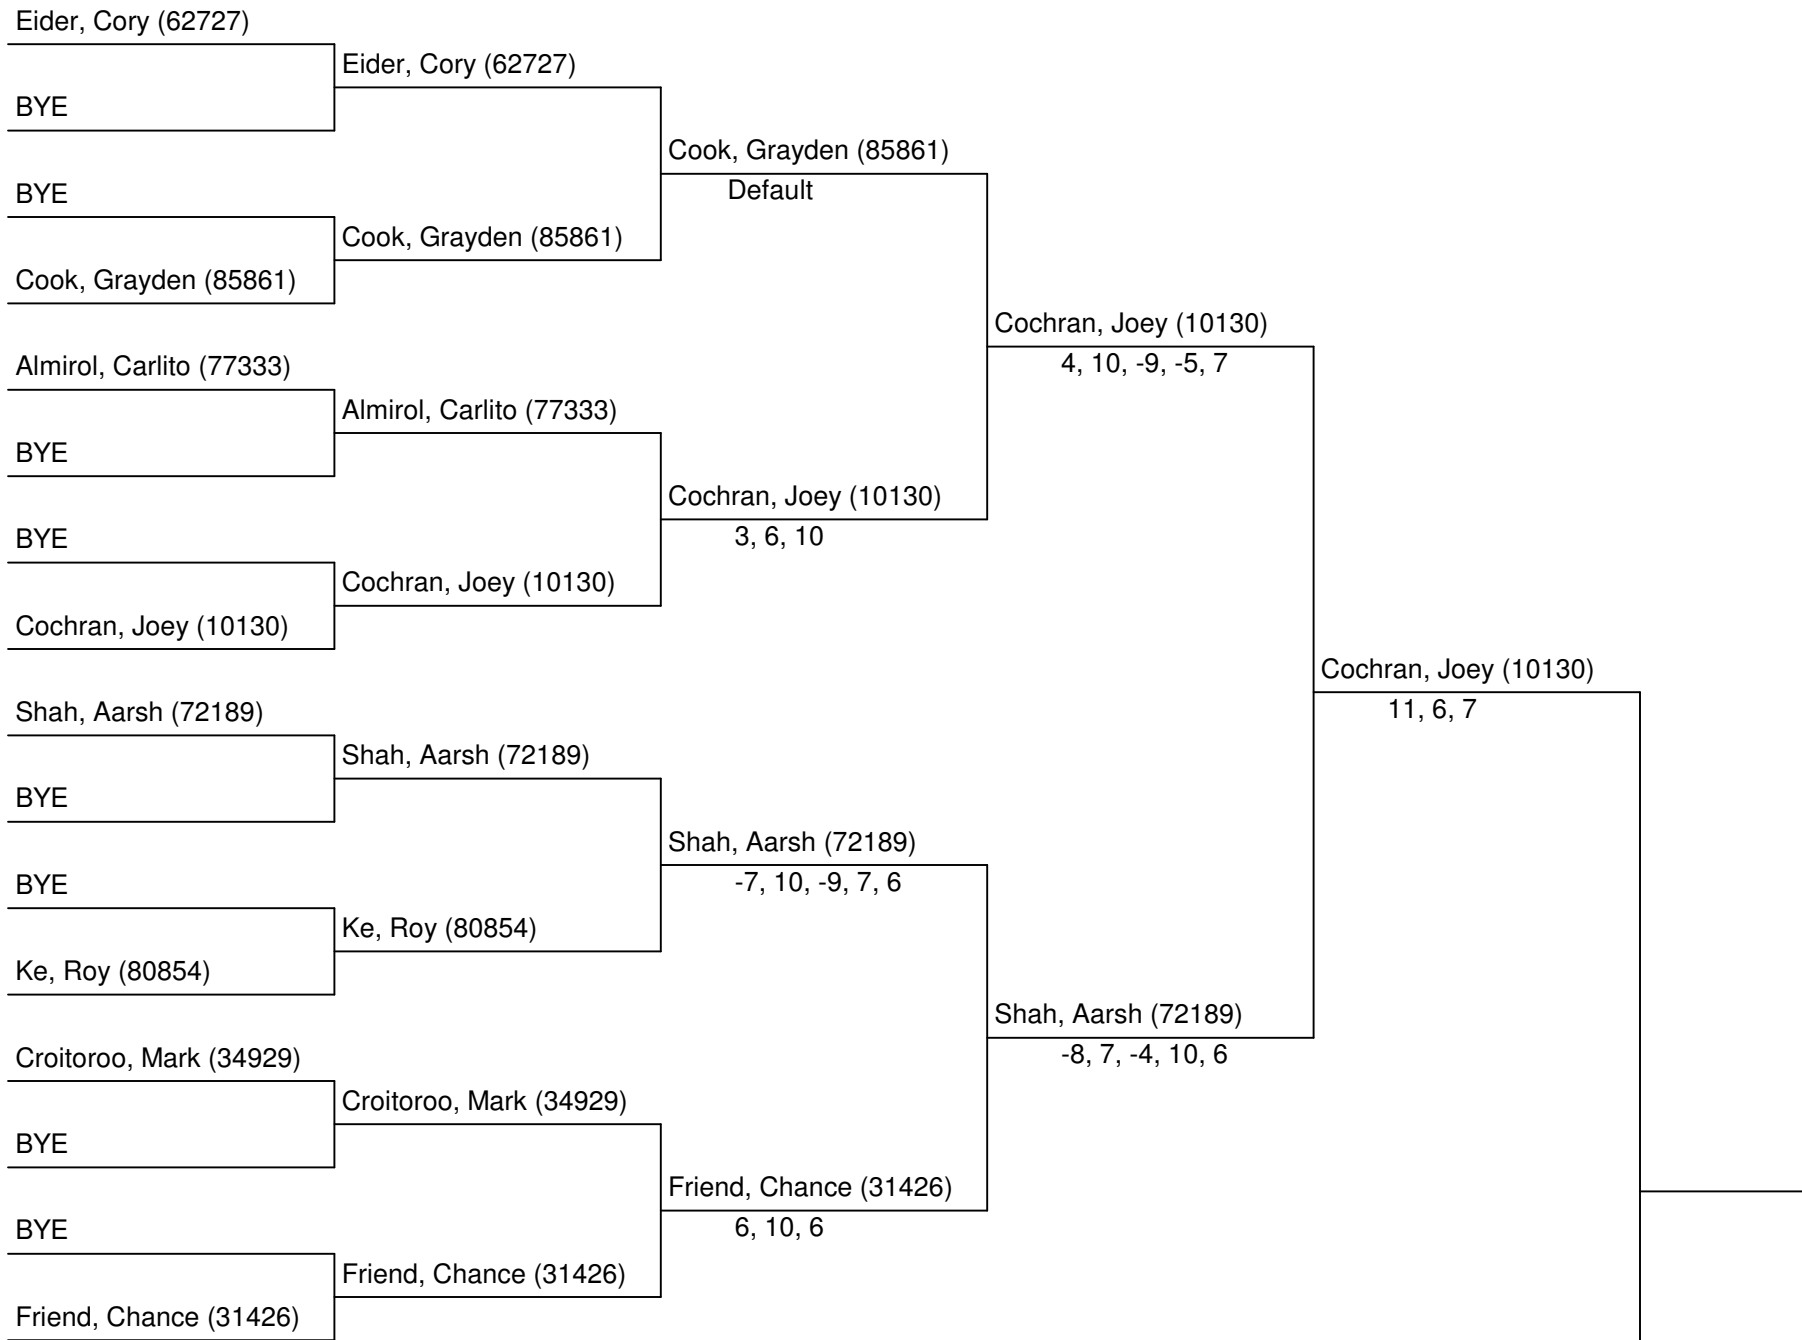 Eider, Cory (62727)
Eider, Cory (62727)
BYE
Cook, Grayden (85861)
Default
BYE
Cook, Grayden (85861)
Cook, Grayden (85861)
Cochran, Joey (10130)
4, 10, -9, -5, 7
Almirol, Carlito (77333)
Almirol, Carlito (77333)
BYE
Cochran, Joey (10130)
3, 6, 10
BYE
Cochran, Joey (10130)
Cochran, Joey (10130)
Cochran, Joey (10130)
11, 6, 7
Shah, Aarsh (72189)
Shah, Aarsh (72189)
BYE
Shah, Aarsh (72189)
-7, 10, -9, 7, 6
BYE
Ke, Roy (80854)
Ke, Roy (80854)
Shah, Aarsh (72189)
-8, 7, -4, 10, 6
Croitoroo, Mark (34929)
Croitoroo, Mark (34929)
BYE
Friend, Chance (31426)
6, 10, 6
BYE
Friend, Chance (31426)
Friend, Chance (31426)